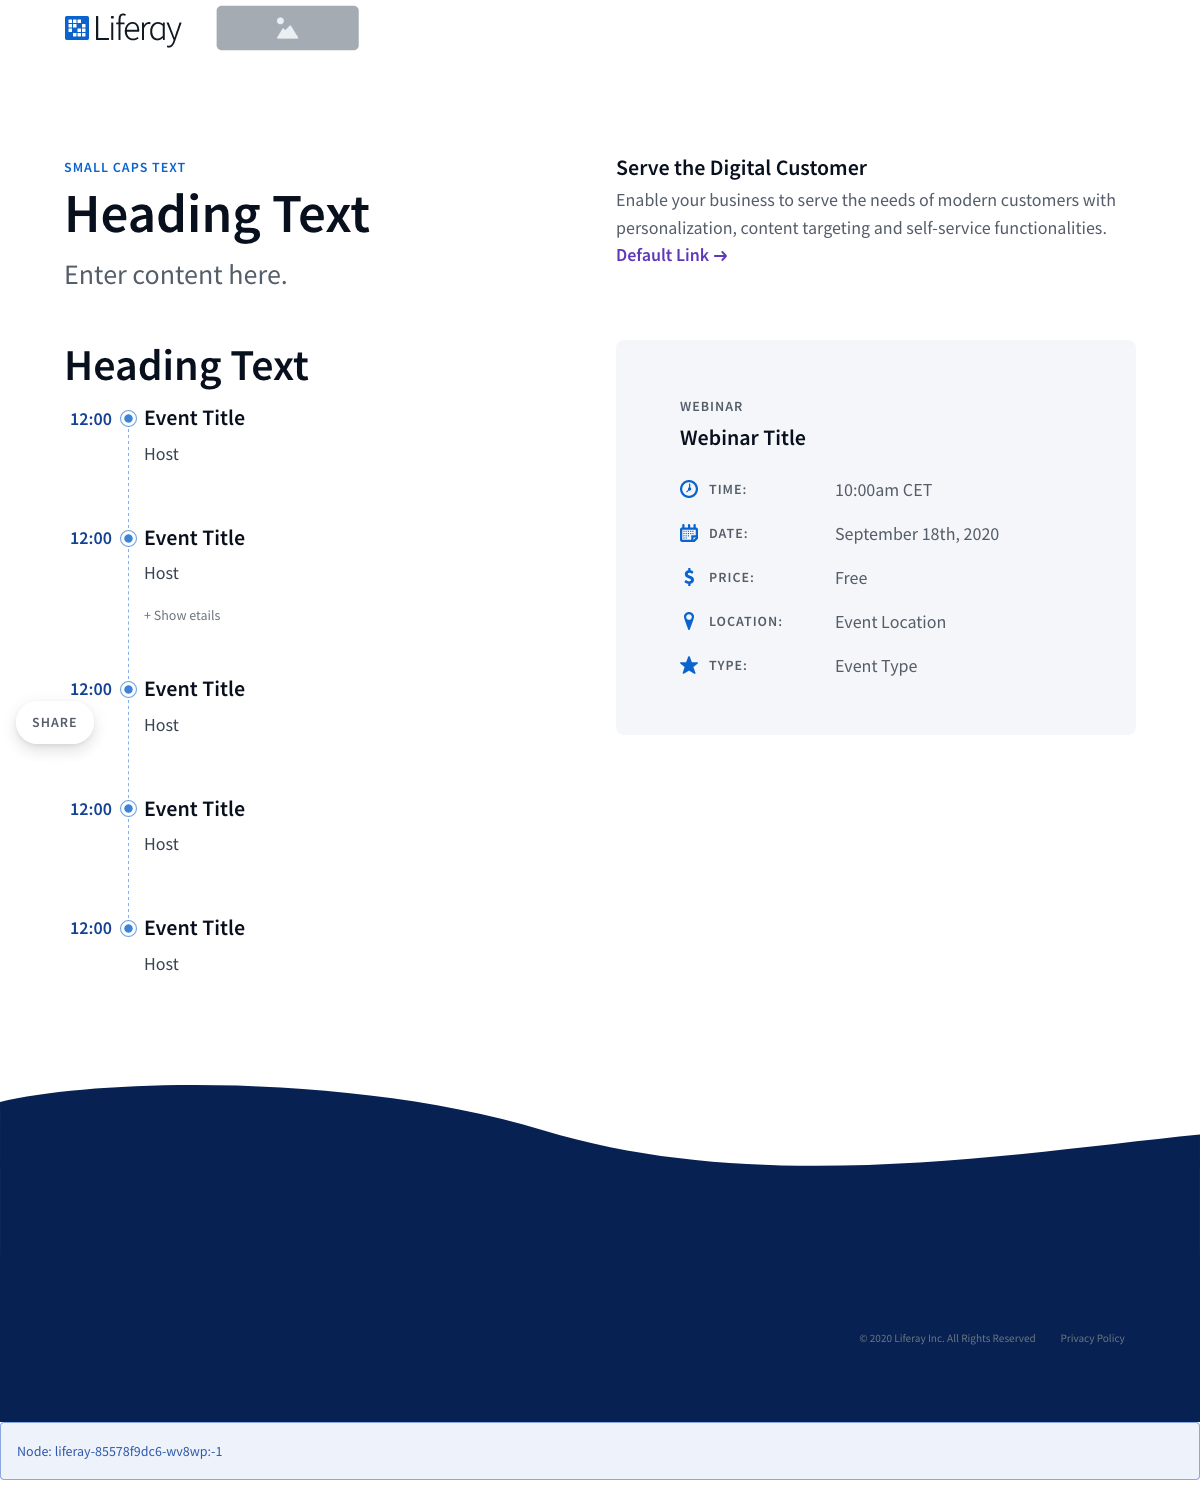 Liferay
SMALL CAPS TEXT
Heading Text
Enter content here.
Serve the Digital Customer
Enable your business to serve the needs of modern customers with
personalization, content targeting and self-service functionalities.
Default Link →
Heading Text
12:00 Event Title
Host
12:00 Event Title
Host
+ Show etails
12:00 Event Title
SHARE
Host
12:00 Event Title
Host
12:00 Event Title
Host
WEBINAR
Webinar Title
TIME: 10:00am CET
DATE: September 18th, 2020
PRICE: Free
LOCATION: Event Location
TYPE: Event Type
© 2020 Liferay Inc. All Rights Reserved Privacy Policy
Node: liferay-85578f9dc6-wv8wp:-1